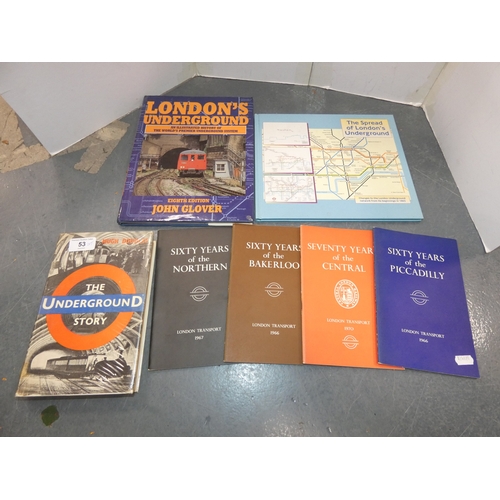 LONDON'S
UNDERGROUND
AN ILLUSTRATED HISTORY OF
THE WORLD'S PREMIER UNDERGROUND SYSTEM
EIGHTH EDITION
JOHN GLOVER
The Spread
of London's
Underground
53
THE
UNDERGROUND
STORY
SIXTY YEARS
of the
NORTHERN
LONDON TRANSPORT
1967
SIXTY YEARS
of the
BAKERLOO
LONDON TRANSPORT
1966
SEVENTY YEARS
of the
CENTRAL
LONDON TRANSPORT
SIXTY YEARS
of the
PICCADILLY
LONDON TRANSPORT
1966